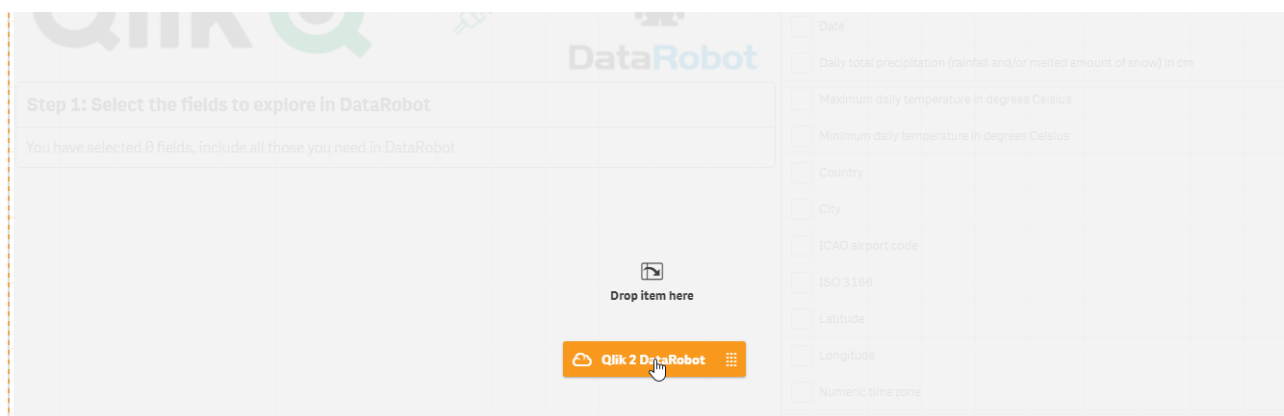 Qlik
DataRobot
Step 1: Select the fields to explore in DataRobot
You have selected 0 fields, include all those you need in DataRobot
Drop item here
Qlik 2 DataRobot
Date
Daily total precipitation (rainfall and/or melted amount of snow) in cm
Maximum daily temperature in degrees Celsius
Minimum daily temperature in degrees Celsius
Country
City
ICAO airport code
ISO 3166
Latitude
Longitude
Numeric time zone